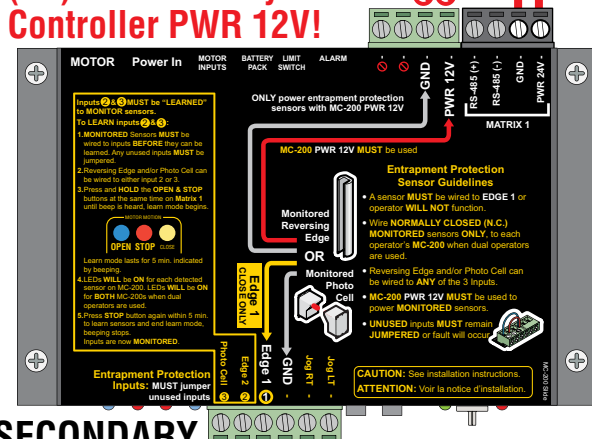 Controller PWR 12V!
MOTOR
Power In
MOTOR
INPUTS
BATTERY
PACK
LIMIT
SWITCH
ALARM
GND -
PWR 12V -
RS-485 (+) -
RS-485 (-) -
GND -
PWR 24V -
MATRIX 1
ONLY power entrapment protection
sensors with MC-200 PWR 12V
MC-200 PWR 12V MUST be used
Inputs ② & ③ MUST be "LEARNED"
to MONITOR sensors.
To LEARN inputs ② & ③:
1.MONITORED Sensors MUST be
wired to inputs BEFORE they can be
learned. Any unused inputs MUST be
jumpered.
2.Reversing Edge and/or Photo Cell can
be wired to either input 2 or 3.
3.Press and HOLD the OPEN & STOP
buttons at the same time on Matrix 1
until beep is heard, learn mode begins.
MOTOR MOTION
OPEN STOP CLOSE
Learn mode lasts for 5 min. indicated
by beeping.
4.LEDs WILL be ON for each detected
sensor on MC-200. LEDs WILL be ON
for BOTH MC-200s when dual
operators are used.
5.Press STOP button again within 5 min.
to learn sensors and end learn mode,
beeping stops.
Inputs are now MONITORED.
Monitored
Reversing
Edge
OR
Monitored
Photo
Cell
Entrapment Protection
Sensor Guidelines
• A sensor MUST be wired to EDGE 1 or
operator WILL NOT function.
• Wire NORMALLY CLOSED (N.C.)
MONITORED sensors ONLY, to each
operator's MC-200 when dual operators
are used.
• Reversing Edge and/or Photo Cell can
be wired to ANY of the 3 Inputs.
• MC-200 PWR 12V MUST be used to
power MONITORED sensors.
• UNUSED inputs MUST remain
JUMPERED or fault will occur.
CAUTION: See installation instructions.
ATTENTION: Voir la notice d'installation.
MC-200 Slide
Edge 1
CLOSE ONLY
Entrapment Protection
Inputs: MUST jumper
unused inputs
Photo Cell ③
Edge 2 ②
Edge 1 ①
GND -
Jog RT -
Jog LT -
SECONDARY